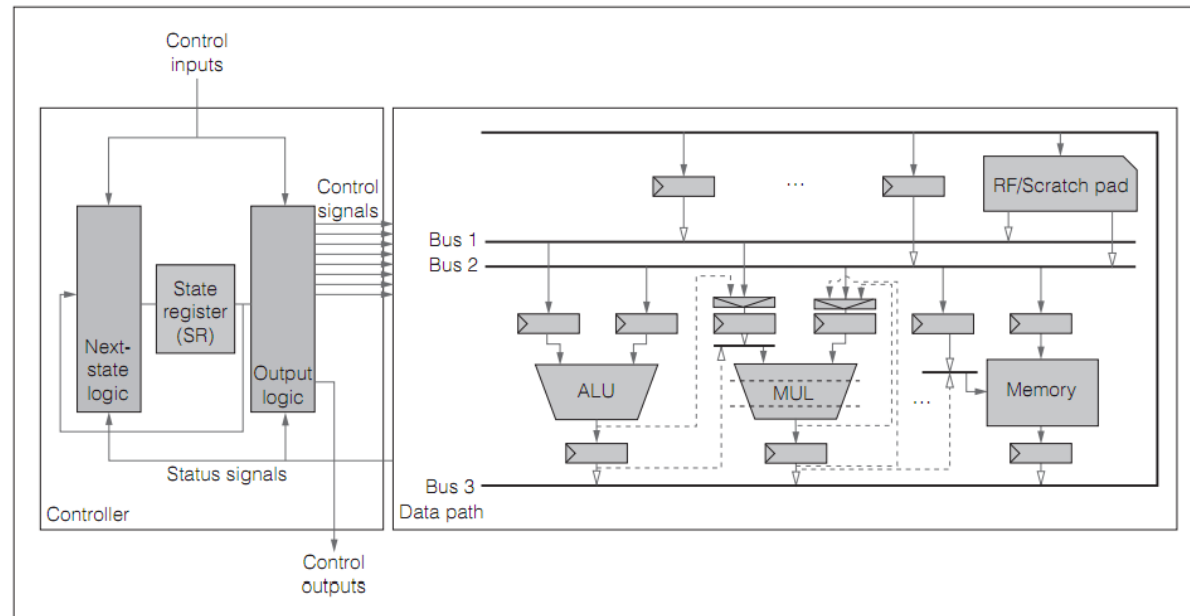 Control
inputs
Control
signals
Next-
state
logic
State
register
(SR)
Output
logic
Status signals
Controller
Control
outputs
...
RF/Scratch pad
Bus 1
Bus 2
ALU
MUL
...
Memory
Bus 3
Data path